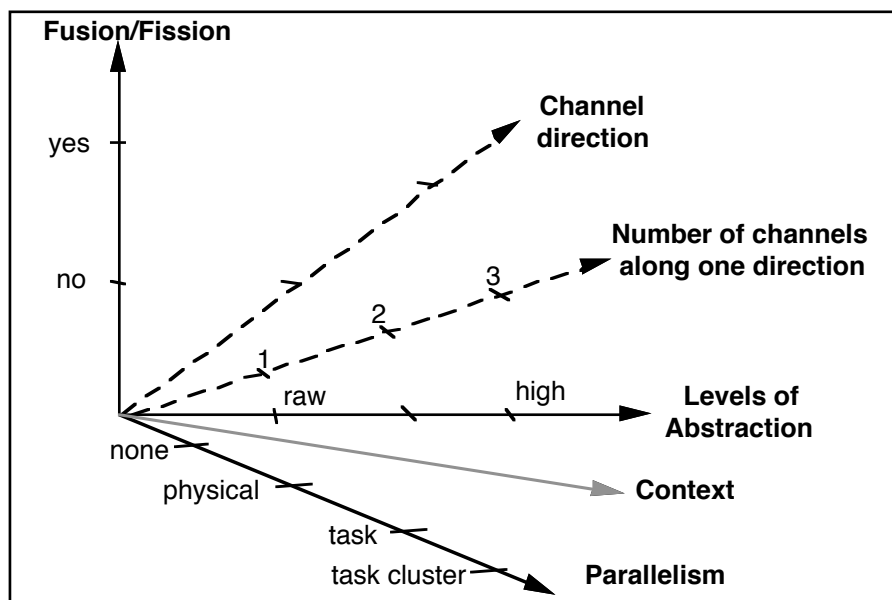 Fusion/Fission
Channel
direction
yes
Number of channels
along one direction
no
3
2
1
raw
high
Levels of
Abstraction
none
physical
Context
task
task cluster
Parallelism